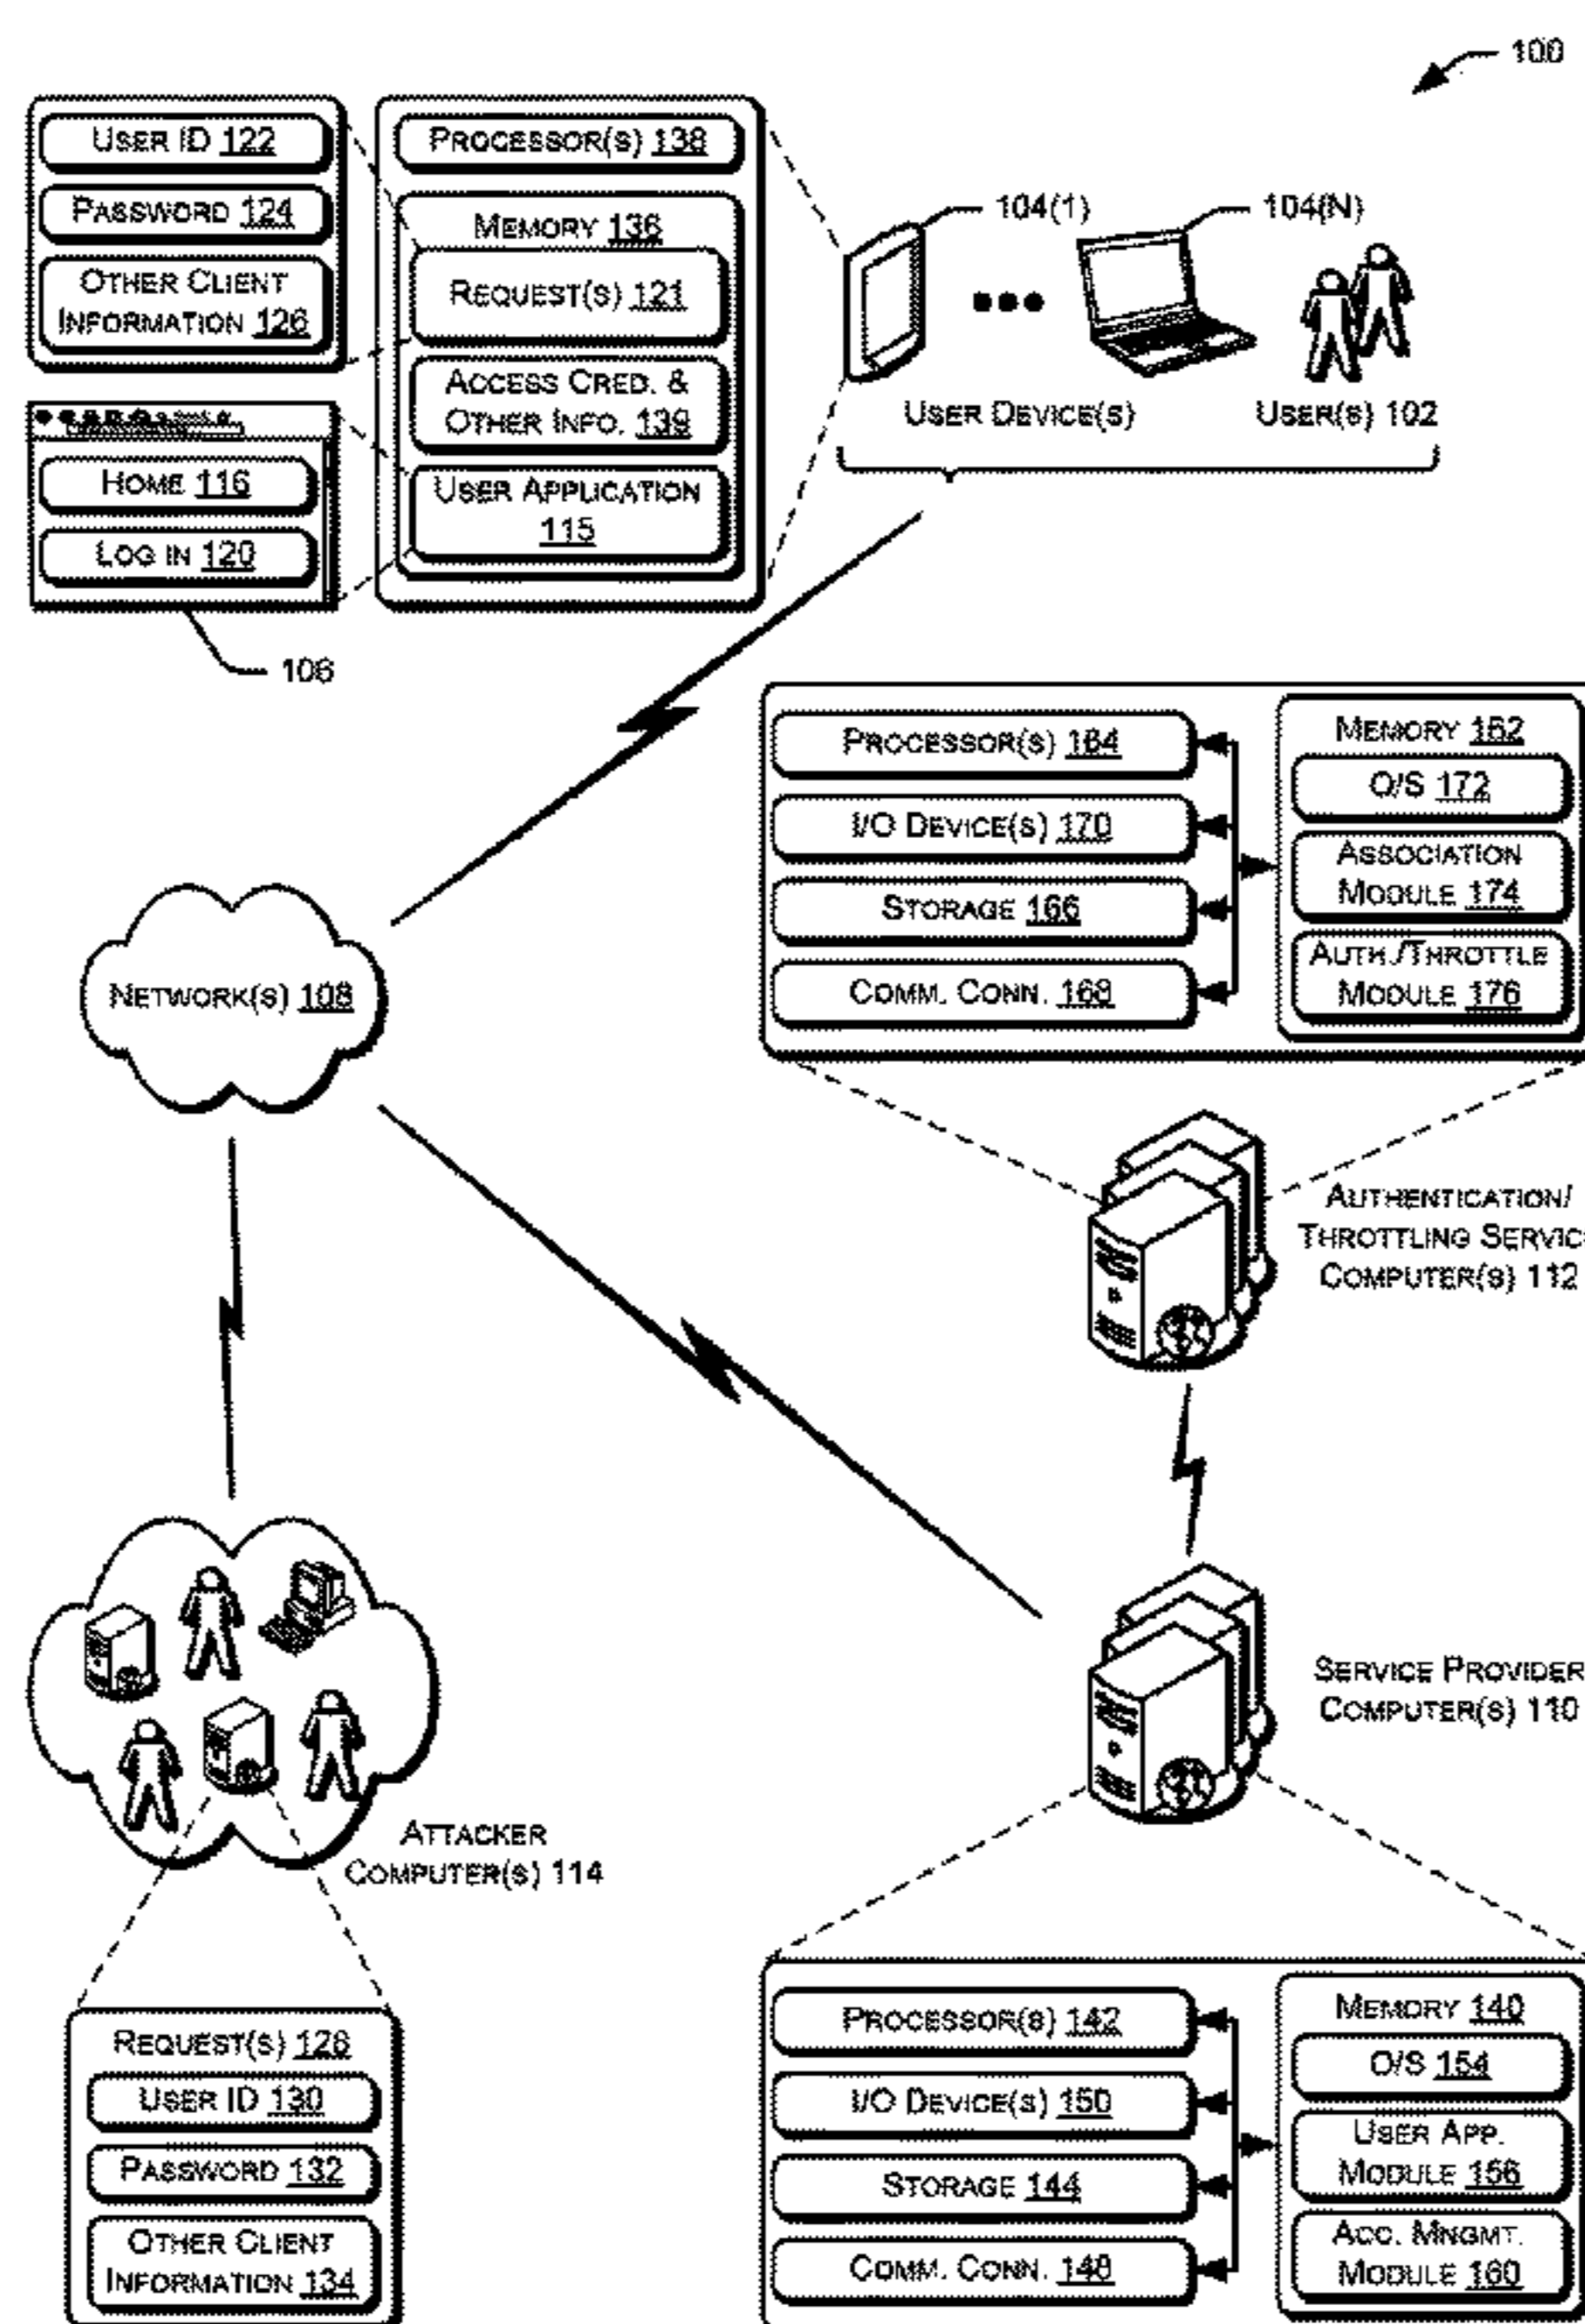 100
USER ID 122
PASSWORD 124
OTHER CLIENT
INFORMATION 126
HOME 116
LOG IN 120
106
PROCESSOR(S) 138
MEMORY 136
REQUEST(S) 121
ACCESS CRED. &
OTHER INFO. 139
USER APPLICATION
115
104(1)
104(N)
USER DEVICE(S)
USER(S) 102
PROCESSOR(S) 164
I/O DEVICE(S) 170
STORAGE 166
COMM. CONN. 168
MEMORY 162
O/S 172
ASSOCIATION
MODULE 174
AUTH./THROTTLE
MODULE 176
NETWORK(S) 108
AUTHENTICATION/
THROTTLING SERVICE
COMPUTER(S) 112
SERVICE PROVIDER
COMPUTER(S) 110
ATTACKER
COMPUTER(S) 114
REQUEST(S) 128
USER ID 130
PASSWORD 132
OTHER CLIENT
INFORMATION 134
PROCESSOR(S) 142
I/O DEVICE(S) 150
STORAGE 144
COMM. CONN. 148
MEMORY 140
O/S 154
USER APP.
MODULE 156
ACC. MNGMT.
MODULE 160